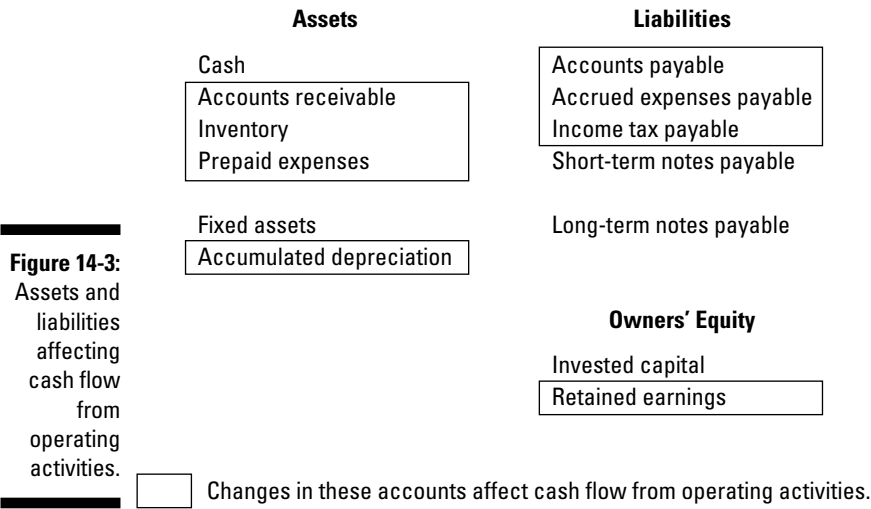 Assets
Liabilities
Cash
Accounts receivable
Inventory
Prepaid expenses
Fixed assets
Accumulated depreciation
Accounts payable
Accrued expenses payable
Income tax payable
Short-term notes payable
Long-term notes payable
Owners’ Equity
Invested capital
Retained earnings
Figure 14-3:
Assets and
liabilities
affecting
cash flow
from
operating
activities.
Changes in these accounts affect cash flow from operating activities.